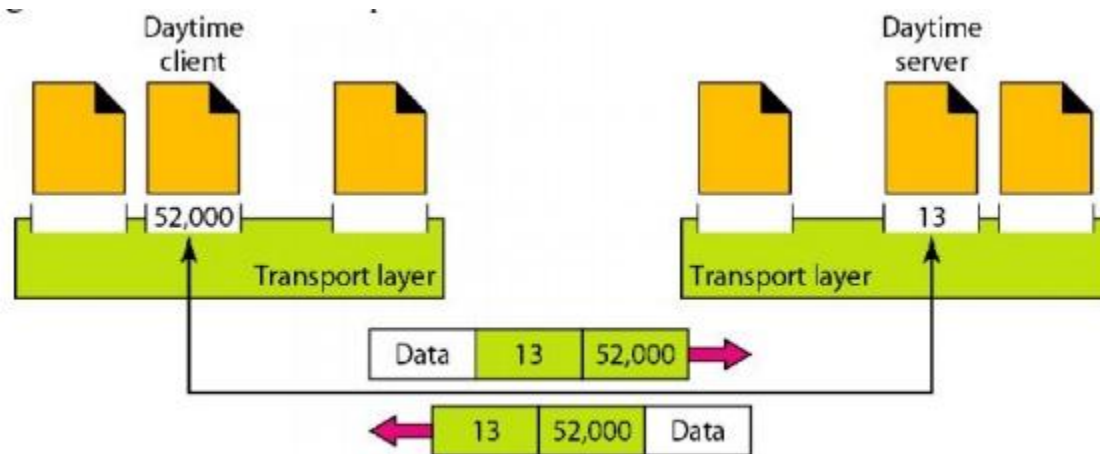 Daytime
client
Daytime
server
52,000
13
Transport layer
Transport layer
Data 13 52,000
13 52,000 Data